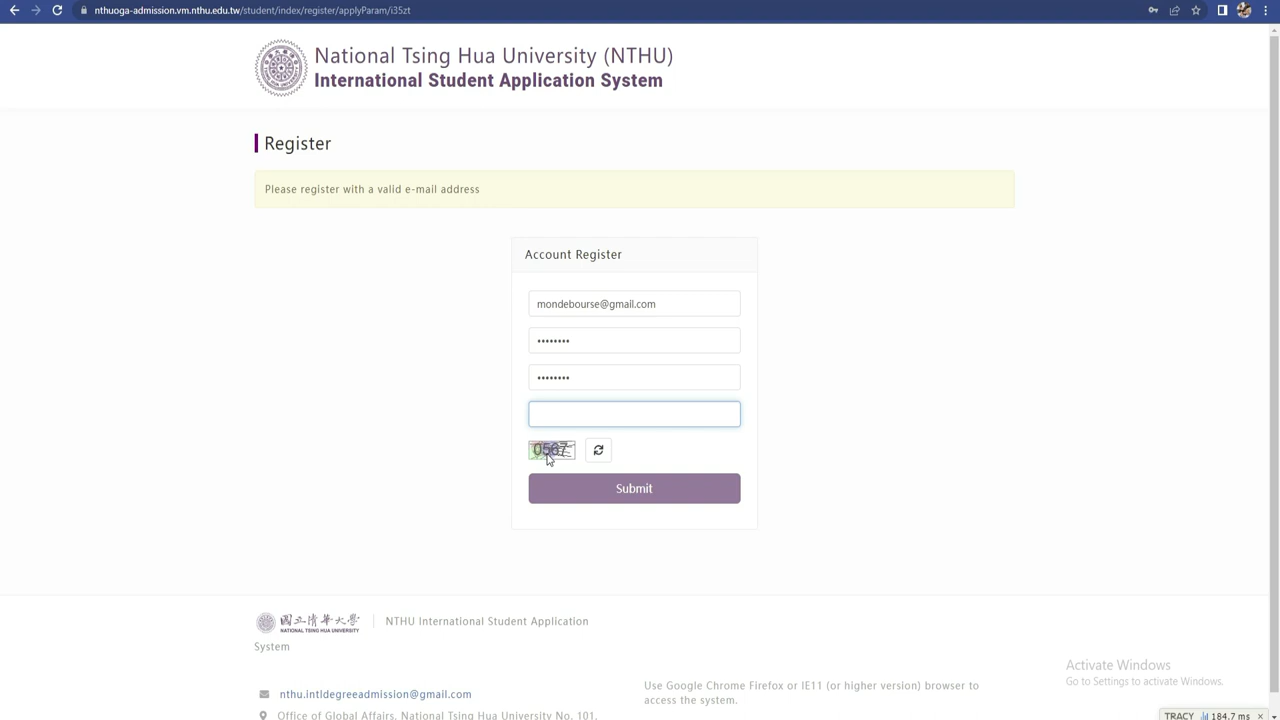 nthuoga-admission.vm.nthu.edu.tw/student/index/register/applyParam/i35zt
National Tsing Hua University (NTHU)
International Student Application System
Register
Please register with a valid e-mail address
Account Register
mondebourse@gmail.com
••••••••
••••••••
0567
Submit
國立清華大學
NATIONAL TSING HUA UNIVERSITY
NTHU International Student Application
System
nthu.intldegreeadmission@gmail.com
Office of Global Affairs, National Tsing Hua University No. 101,
Use Google Chrome Firefox or IE11 (or higher version) browser to
access the system.
Activate Windows
Go to Settings to activate Windows.
TRACY 184.7 ms ×